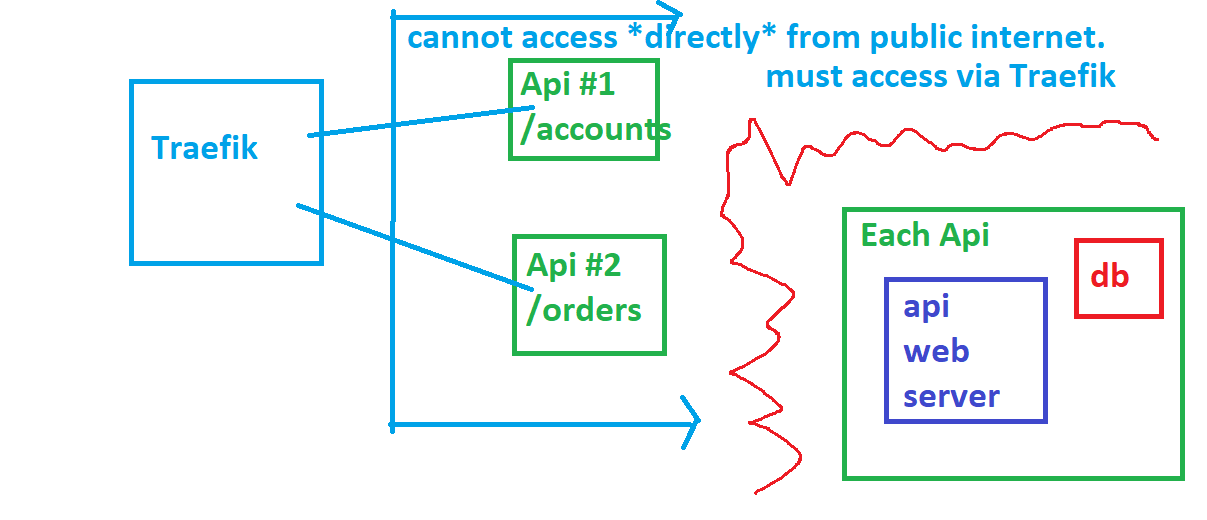 cannot access *directly* from public internet.
must access via Traefik
Traefik
Api #1
/accounts
Api #2
/orders
Each Api
db
api
web
server